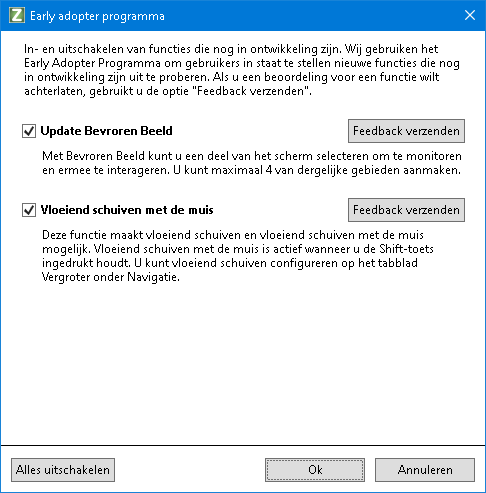 Early adopter programma
In- en uitschakelen van functies die nog in ontwikkeling zijn. Wij gebruiken het
Early Adopter Programma om gebruikers in staat te stellen nieuwe functies die nog
in ontwikkeling zijn uit te proberen. Als u een beoordeling voor een functie wilt
achterlaten, gebruikt u de optie "Feedback verzenden".
Update Bevroren Beeld
Feedback verzenden
Met Bevroren Beeld kunt u een deel van het scherm selecteren om te monitoren
en ermee te interageren. U kunt maximaal 4 van dergelijke gebieden aanmaken.
Vloeiend schuiven met de muis
Feedback verzenden
Deze functie maakt vloeiend schuiven en vloeiend schuiven met de muis
mogelijk. Vloeiend schuiven met de muis is actief wanneer u de Shift-toets
ingedrukt houdt. U kunt vloeiend schuiven configureren op het tabblad
Vergroter onder Navigatie.
Alles uitschakelen
Ok
Annuleren